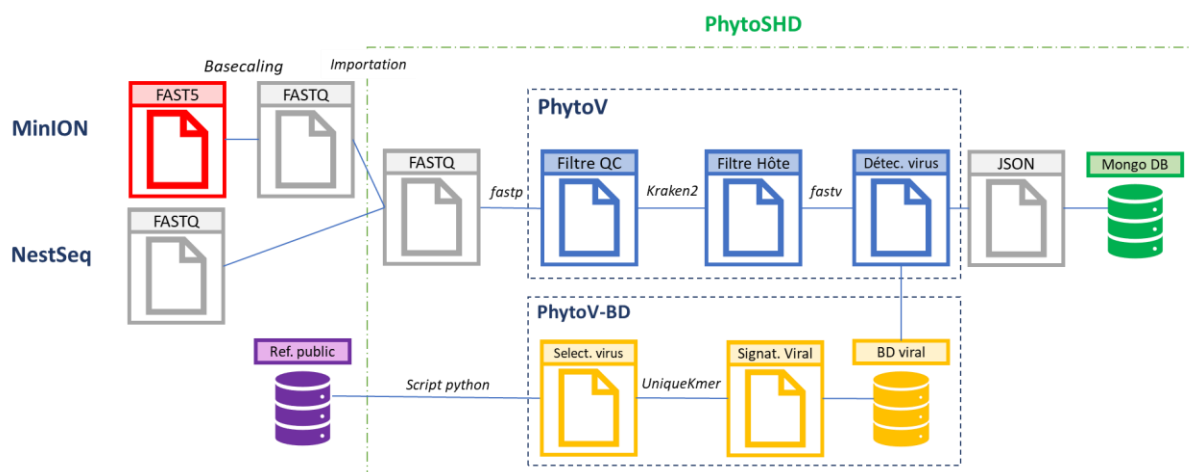 PhytoSHD
Basecaling
Importation
MinION
FAST5
FASTQ
PhytoV
FASTQ
fastp
Filtre QC
Kraken2
Filtre Hôte
fastv
Détec. virus
JSON
Mongo DB
NestSeq
FASTQ
PhytoV-BD
Ref. public
Script python
Select. virus
UniqueKmer
Signat. Viral
BD viral